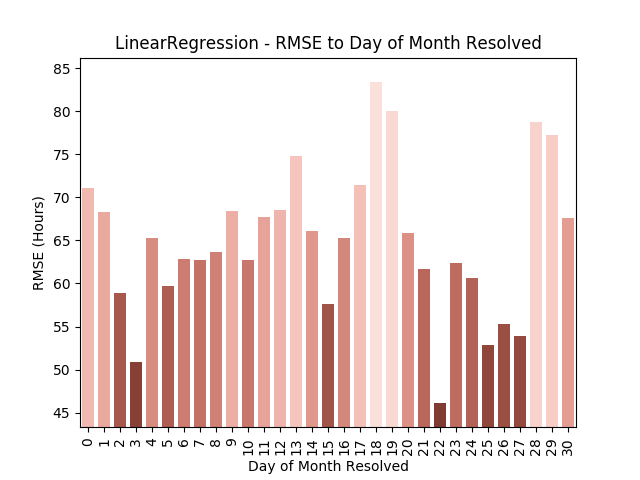 LinearRegression - RMSE to Day of Month Resolved
85
80
75
70
65
60
55
50
45
RMSE (Hours)
0 1 2 3 4 5 6 7 8 9 10 11 12 13 14 15 16 17 18 19 20 21 22 23 24 25 26 27 28 29 30
Day of Month Resolved